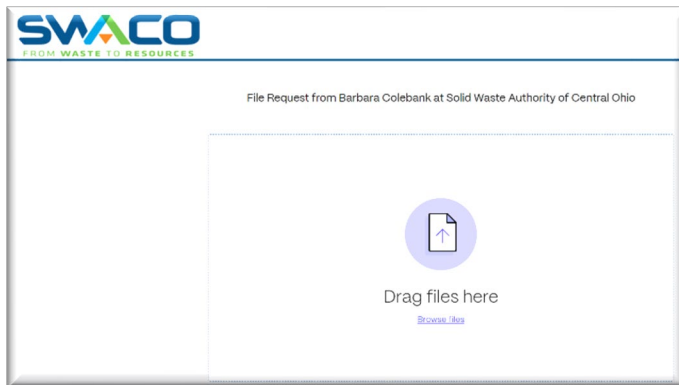 SWACO
FROM WASTE TO RESOURCES
File Request from Barbara Colebank at Solid Waste Authority of Central Ohio
Drag files here
Browse files